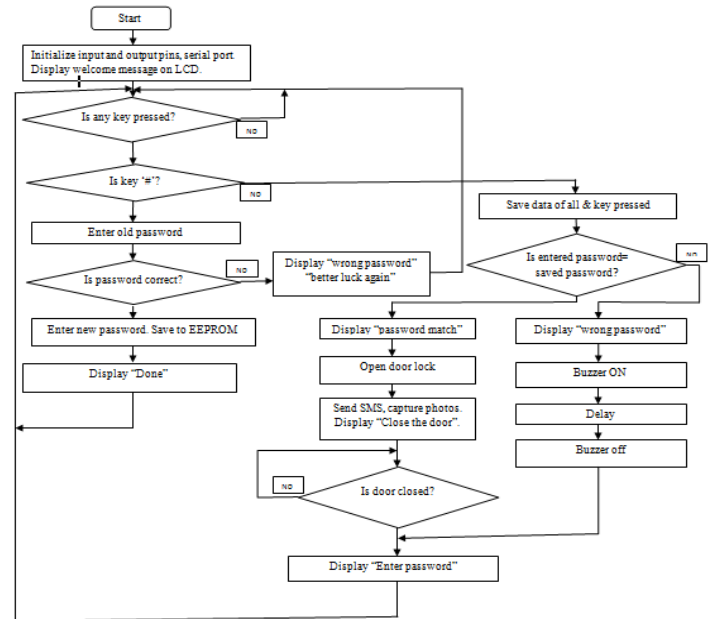 Start
Initialize input and output pins, serial port.
Display welcome message on LCD.
Is any key pressed?
NO
Is key ‘#’?
NO
Enter old password
Is password correct?
NO
Display “wrong password”
“better luck again”
Enter new password. Save to EEPROM
Display “Done”
Save data of all & key pressed
Is entered password=
saved password?
NO
Display “password match”
Open door lock
Send SMS, capture photos.
Display “Close the door”.
Is door closed?
NO
Display “wrong password”
Buzzer ON
Delay
Buzzer off
Display “Enter password”